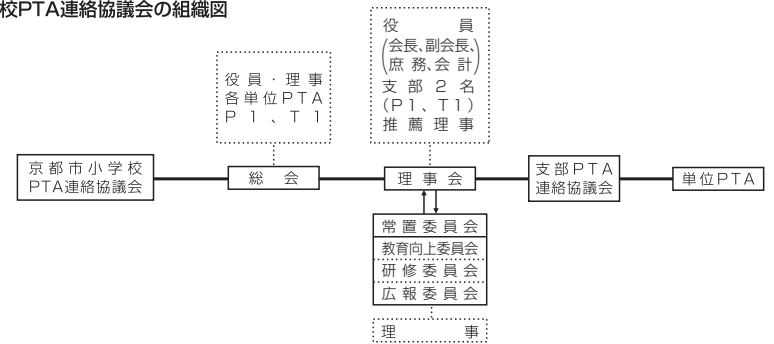 校PTA連絡協議会の組織図
役員
(会長、副会長、
庶務、会計)
支部2名
(P1、T1)
推薦理事
役員・理事
各単位PTA
P1、T1
京都市小学校
PTA連絡協議会
総会
理事会
支部PTA
連絡協議会
単位PTA
常置委員会
教育向上委員会
研修委員会
広報委員会
理事